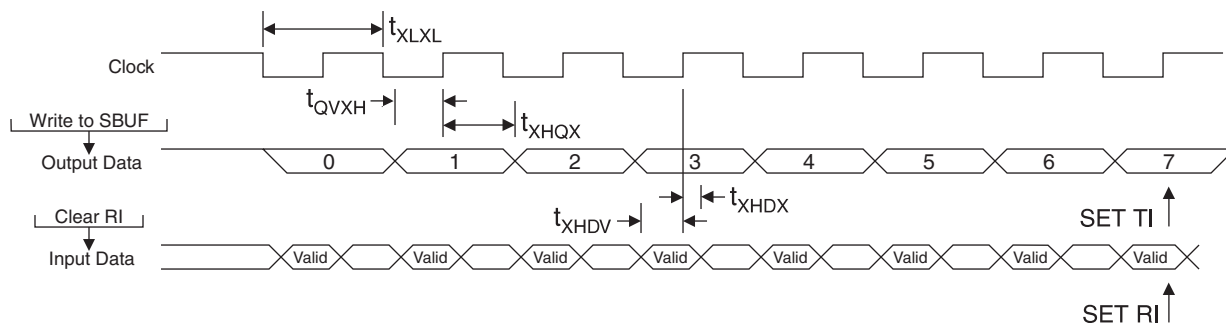 tXLXL
Clock
tQVXH
tXHQX
Write to SBUF
Output Data
0 1 2 3 4 5 6 7
tXHDX
tXHDV
SET TI
Clear RI
Input Data
Valid Valid Valid Valid Valid Valid Valid Valid
SET RI